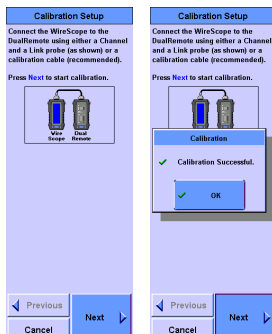 Calibration Setup
Connect the WireScope to the
DualRemote using either a Channel
and a Link probe (as shown) or a
calibration cable (recommended).
Press Next to start calibration.
Wire Scope
Dual Remote
Previous
Next
Cancel
Calibration Setup
Connect the WireScope to the
DualRemote using either a Channel
and a Link probe (as shown) or a
calibration cable (recommended).
Press Next to start calibration.
Calibration
Calibration Successful.
OK
Previous
Next
Cancel